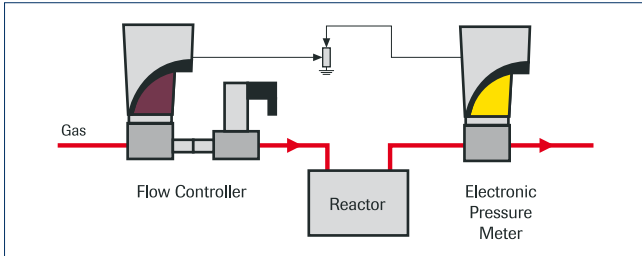 Gas
Flow Controller
Reactor
Electronic
Pressure
Meter